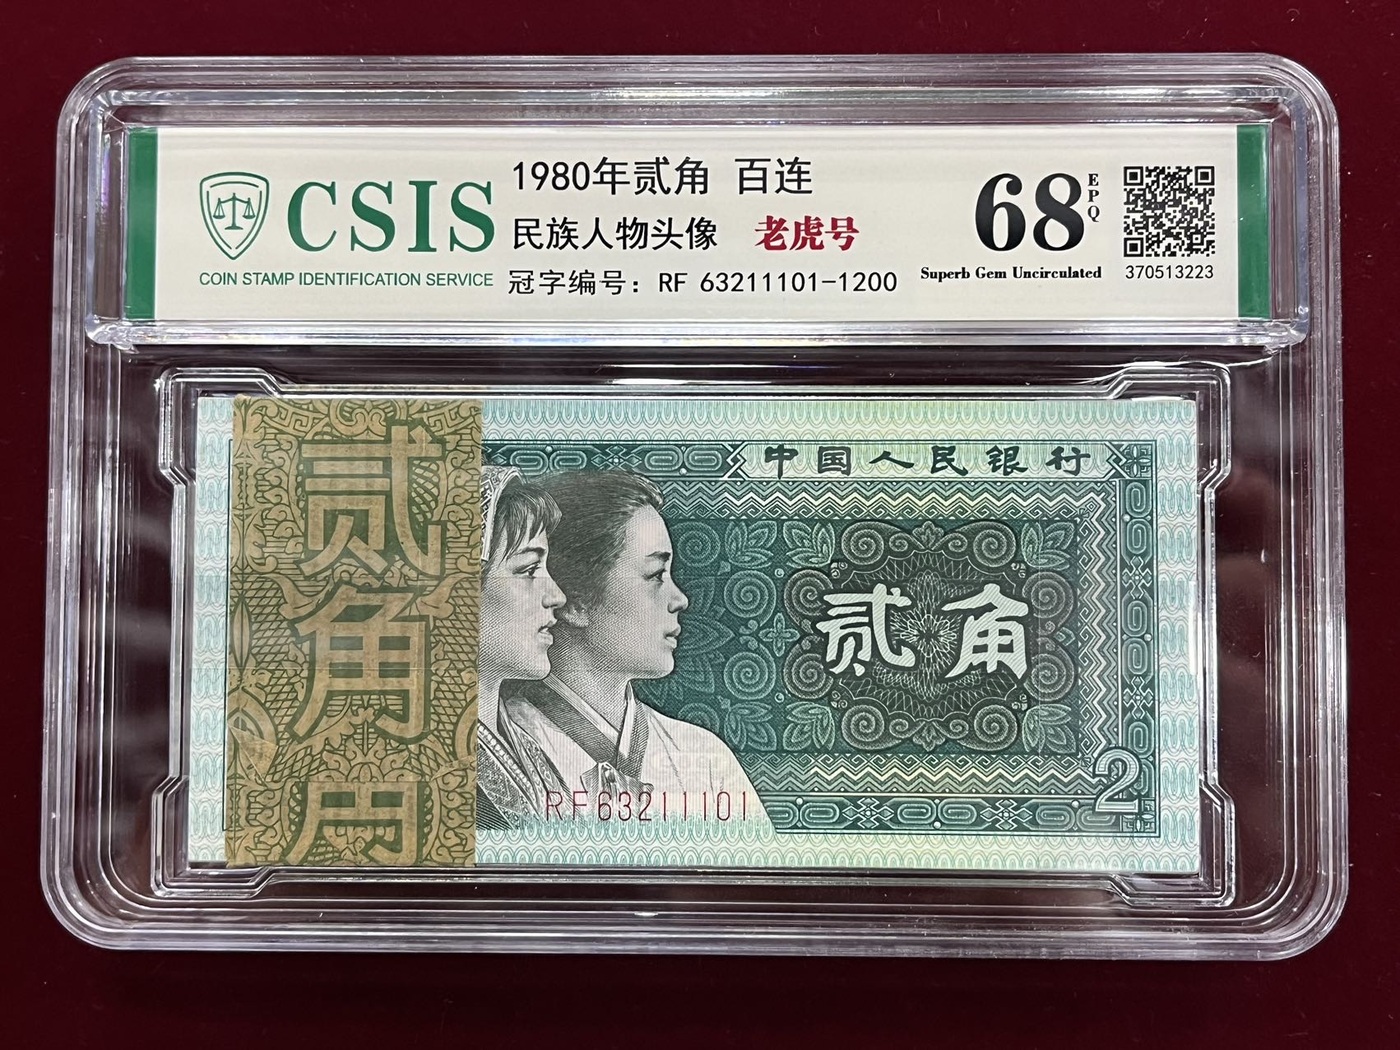 CSIS
COIN STAMP IDENTIFICATION SERVICE
1980年贰角 百连
民族人物头像 老虎号
冠字编号：RF 63211101-1200
68
EPQ
Superb Gem Uncirculated
370513223
贰角
中国人民银行
贰角
2
RF63211101